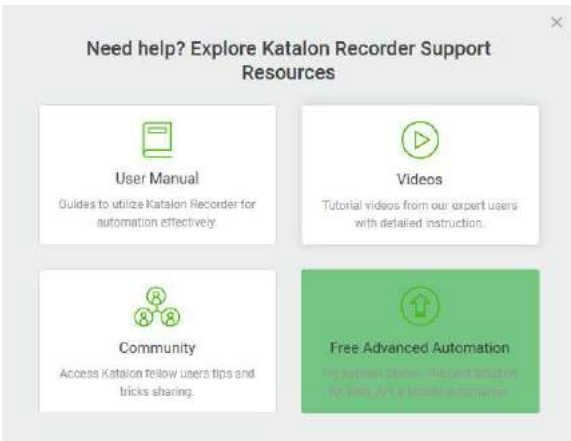 Need help? Explore Katalon Recorder Support
Resources
User Manual
Guides to utilize Katalon Recorder for
automation effectively.
Videos
Tutorial videos from our expert users
with detailed instruction.
Community
Access Katalon fellow users tips and
tricks sharing.
Free Advanced Automation